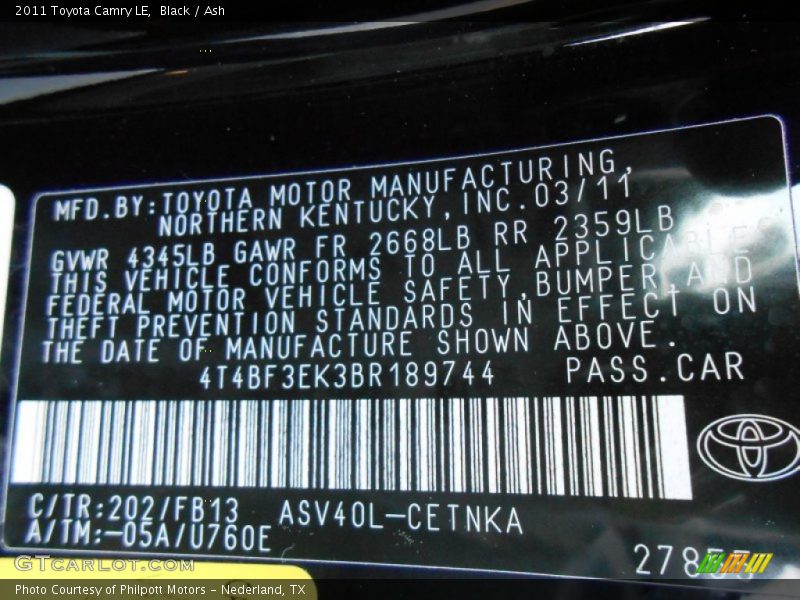 2011 Toyota Camry LE, Black / Ash
MFD.BY:TOYOTA MOTOR MANUFACTURING,
NORTHERN KENTUCKY,INC.03/11
GVWR 4345LB GAWR FR 2668LB RR 2359LB
THIS VEHICLE CONFORMS TO ALL APPLICABLE
FEDERAL MOTOR VEHICLE SAFETY,BUMPER,AND
THEFT PREVENTION STANDARDS IN EFFECT ON
THE DATE OF MANUFACTURE SHOWN ABOVE.
4T4BF3EK3BR189744 PASS.CAR
C/TR:202/FB13 ASV40L-CETNKA
A/TM:-05A/U760E
GTCARLOT.COM
Photo Courtesy of Philpott Motors - Nederland, TX